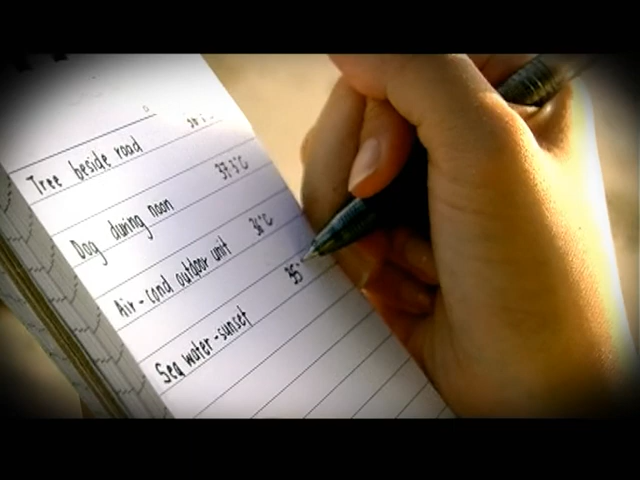 Tree beside road
Dog during noon 37.5°C
Air-cond outdoor unit 36°C
Sea water-sunset 35°